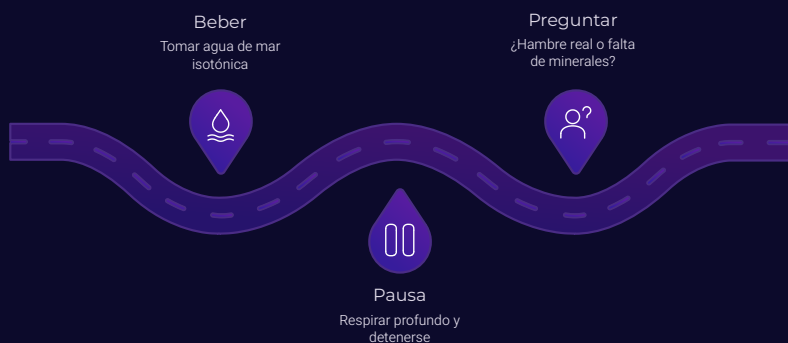 Beber
Tomar agua de mar
isotónica
Preguntar
¿Hambre real o falta
de minerales?
Pausa
Respirar profundo y
detenerse